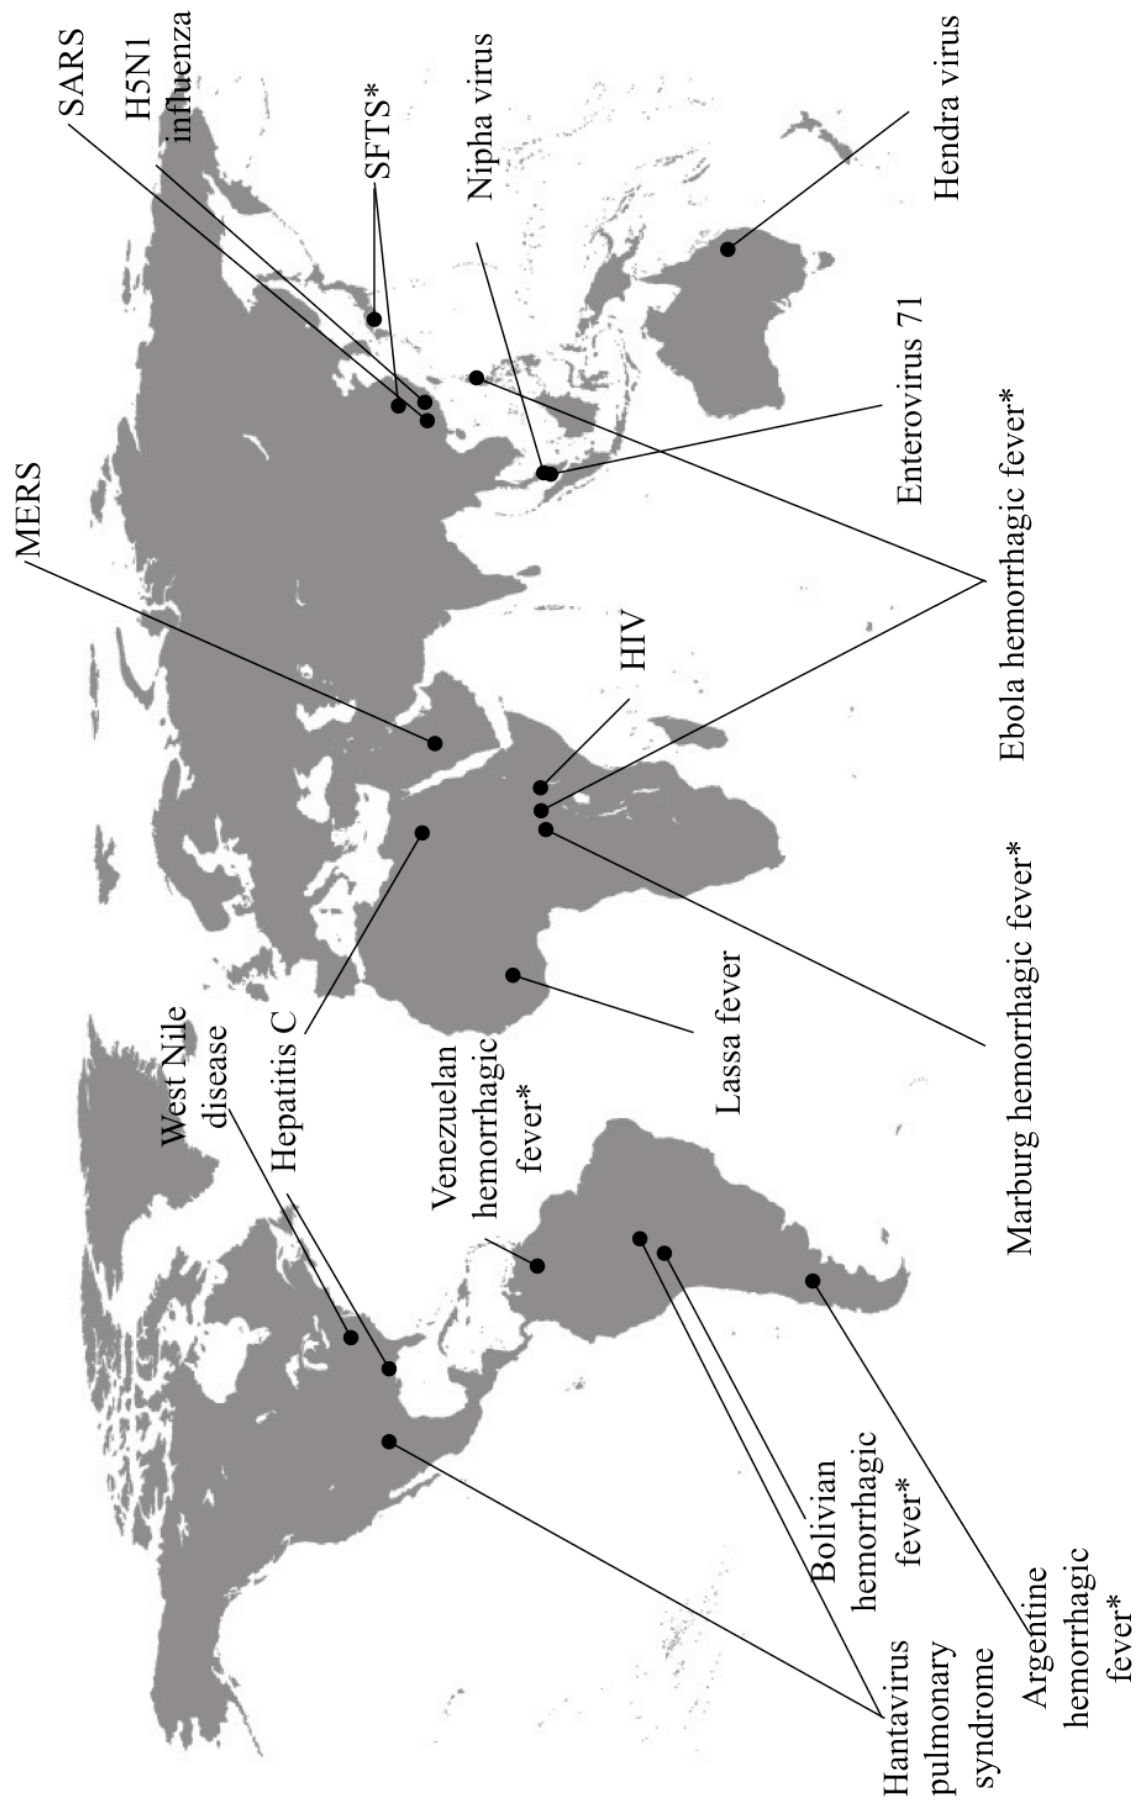 MERS
SARS
H5N1
influenza
SFTS*
Nipha virus
Hendra virus
Enterovirus 71
Ebola hemorrhagic fever*
HIV
Marburg hemorrhagic fever*
Lassa fever
West Nile
disease
Hepatitis C
Venezuelan
hemorrhagic
fever*
Bolivian
hemorrhagic
fever*
Hantavirus
pulmonary
syndrome
Argentine
hemorrhagic
fever*